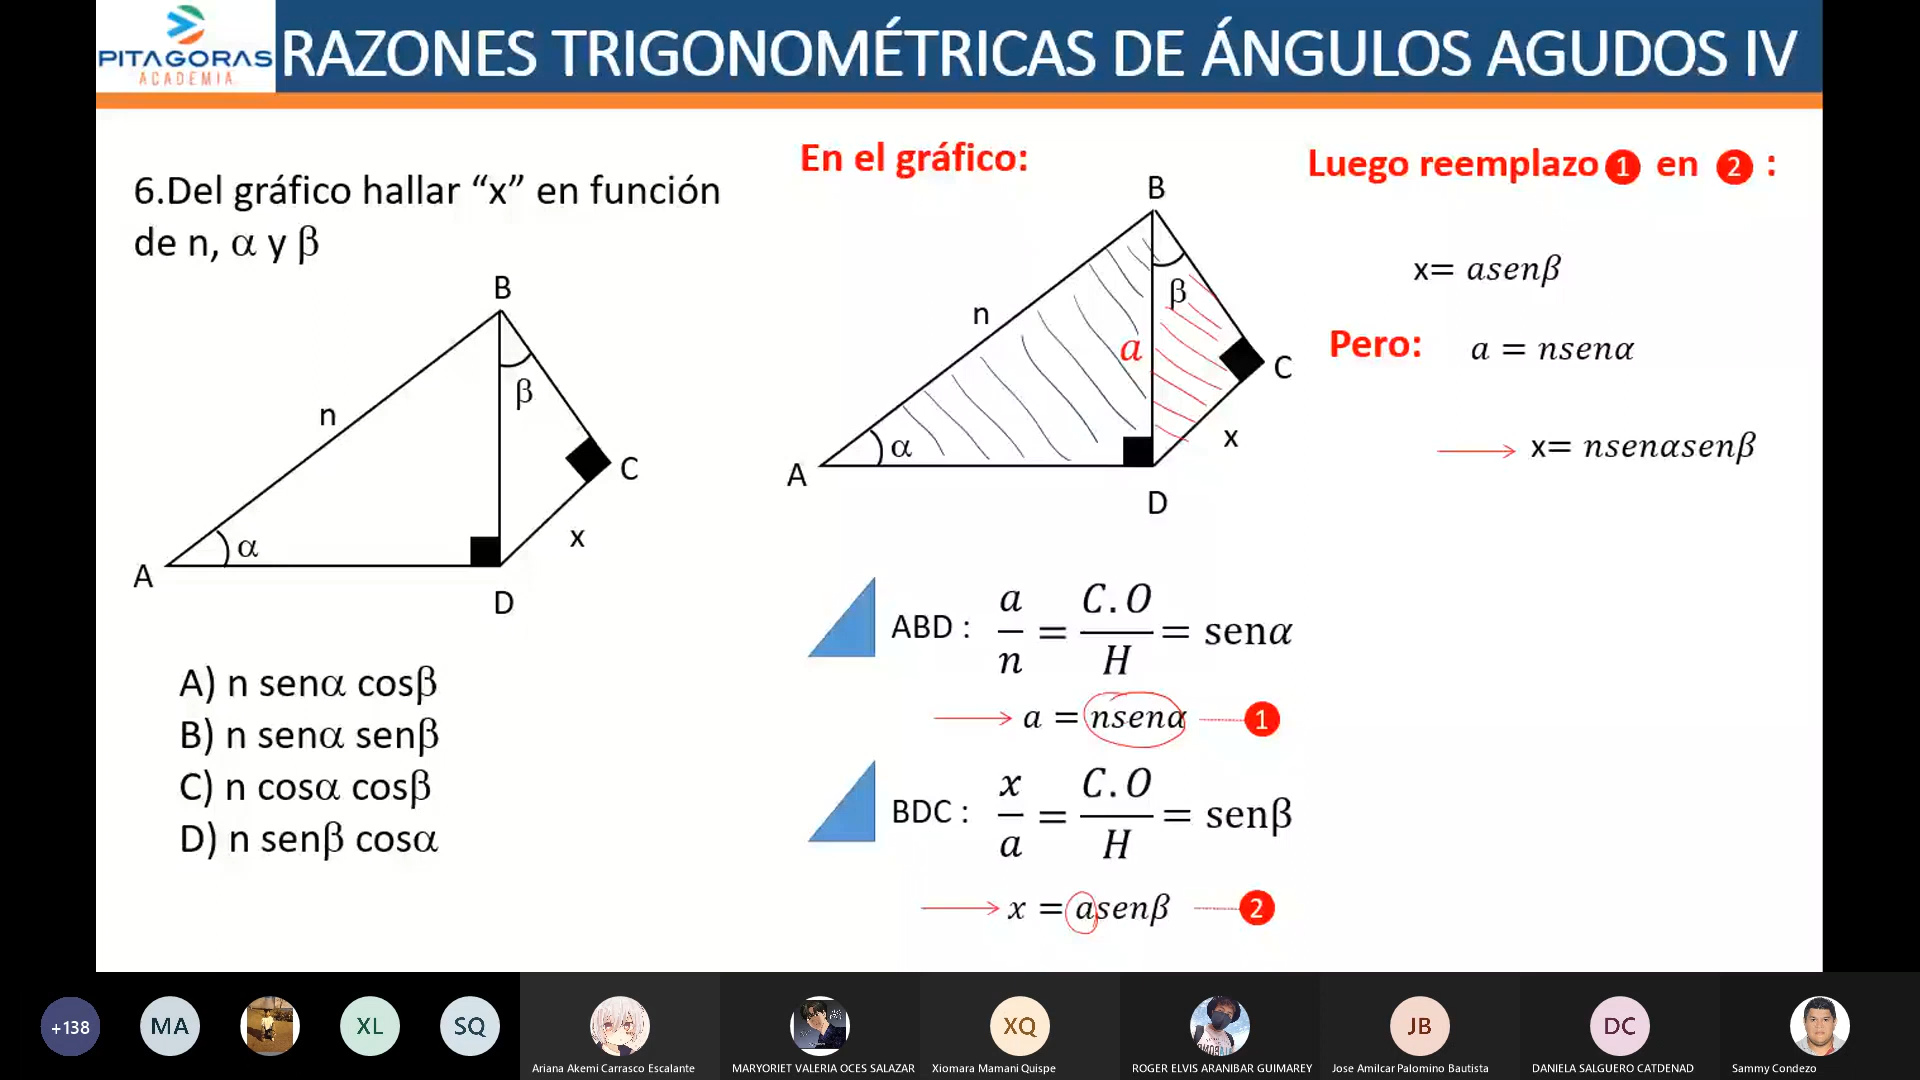 PITAGORAS
ACADEMIA
RAZONES TRIGONOMÉTRICAS DE ÁNGULOS AGUDOS IV
6.Del gráfico hallar “x” en función
de n, α y β
B
n
β
C
x
α
A
D
A) n senα cosβ
B) n senα senβ
C) n cosα cosβ
D) n senβ cosα
En el gráfico:
B
n
β
a
C
x
α
A
D
ABD : a/n = C.O/H = senα
a = nsenα 1
BDC : x/a = C.O/H = senβ
x = asenβ 2
Luego reemplazo 1 en 2 :
x= asenβ
Pero: a = nsenα
x= nsenαsenβ
+138
MA
XL
SQ
Ariana Akemi Carrasco Escalante
MARYORIET VALERIA OCES SALAZAR
XQ
Xiomara Mamani Quispe
ROGER ELVIS ARANIBAR GUIMAREY
JB
Jose Amilcar Palomino Bautista
DC
DANIELA SALGUERO CATDENAD
Sammy Condezo